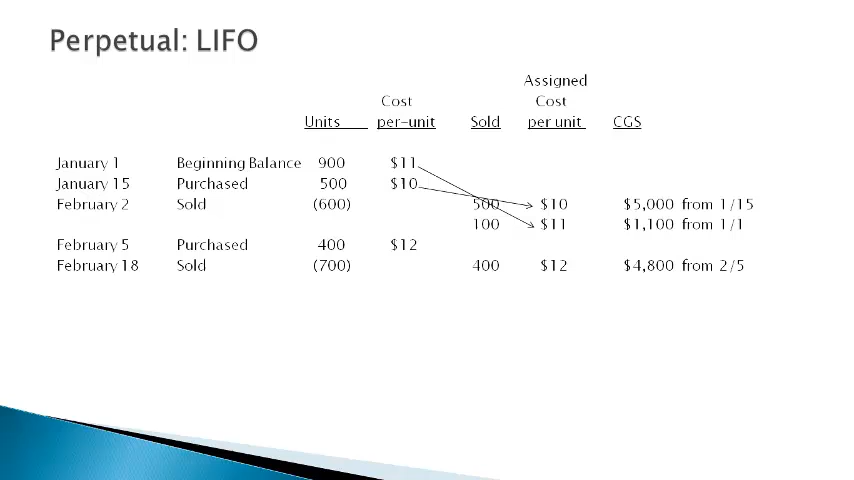 Perpetual: LIFO
Assigned
Cost Cost
Units per-unit Sold per unit CGS
January 1 Beginning Balance 900 $11
January 15 Purchased 500 $10
February 2 Sold (600) 500 $10 $5,000 from 1/15
100 $11 $1,100 from 1/1
February 5 Purchased 400 $12
February 18 Sold (700) 400 $12 $4,800 from 2/5